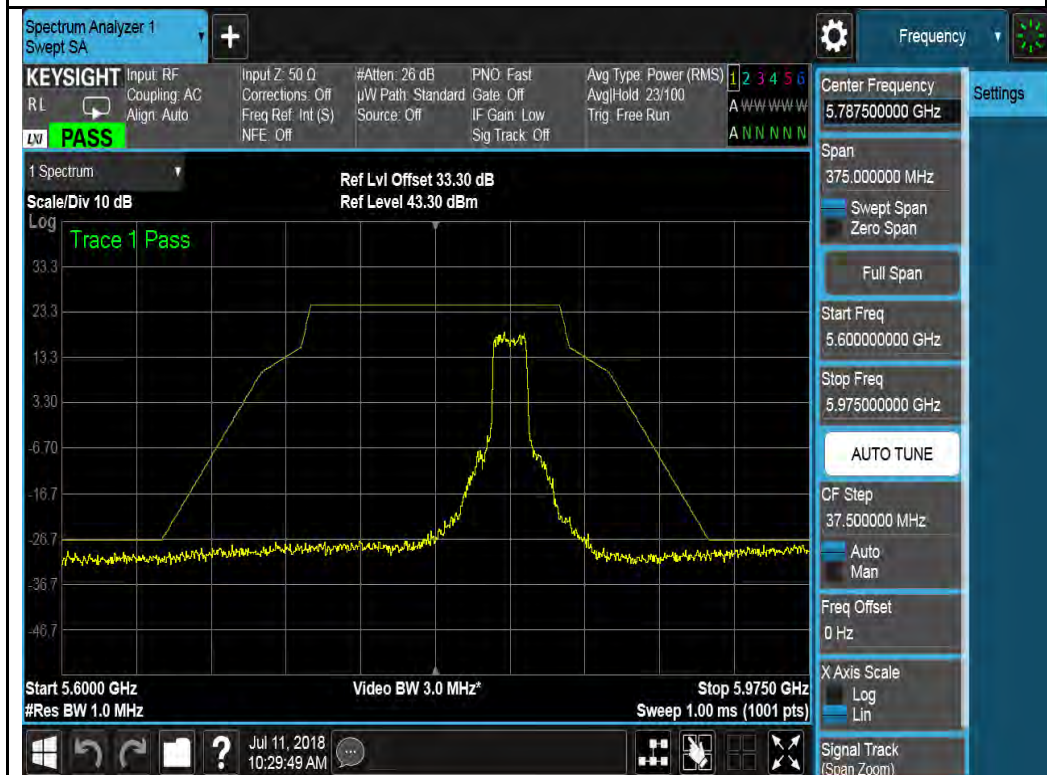 Spectrum Analyzer 1
Swept SA
+
Frequency
KEYSIGHT
RL
LXI
PASS
Input: RF
Coupling: AC
Align: Auto
Input Z: 50 Ω
Corrections: Off
Freq Ref: Int (S)
NFE: Off
#Atten: 26 dB
µW Path: Standard
Source: Off
PNO: Fast
Gate: Off
IF Gain: Low
Sig Track: Off
Avg Type: Power (RMS)
Avg|Hold: 23/100
Trig: Free Run
1 2 3 4 5 6
A W W W W W
A N N N N N
Center Frequency
5.787500000 GHz
Settings
Span
375.000000 MHz
Swept Span
Zero Span
Full Span
Start Freq
5.600000000 GHz
Stop Freq
5.975000000 GHz
AUTO TUNE
CF Step
37.500000 MHz
Auto
Man
Freq Offset
0 Hz
X Axis Scale
Log
Lin
Signal Track
(Span Zoom)
1 Spectrum
Scale/Div 10 dB
Ref Lvl Offset 33.30 dB
Ref Level 43.30 dBm
Log
Trace 1 Pass
33.3
23.3
13.3
3.30
-6.70
-16.7
-26.7
-36.7
-46.7
Start 5.6000 GHz
#Res BW 1.0 MHz
Video BW 3.0 MHz*
Stop 5.9750 GHz
Sweep 1.00 ms (1001 pts)
?
Jul 11, 2018
10:29:49 AM